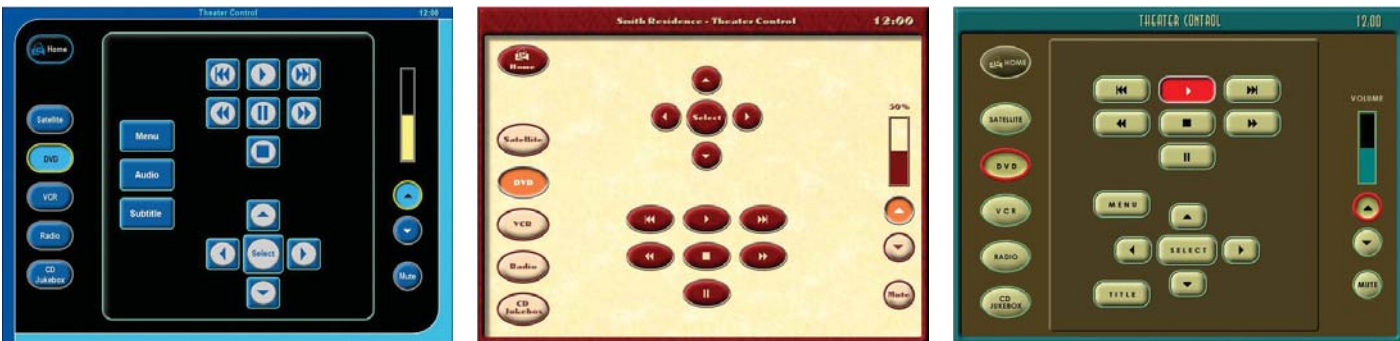 Theater Control 12:00
Home
Satellite
DVD
VCR
Radio
CD
Jukebox
Menu
Audio
Subtitle
Select
Mute
Smith Residence - Theater Control 12:00
Home
Satellite
DVD
VCR
Radio
CD
Jukebox
Select
50%
Mute
THEATER CONTROL 12:00
HOME
SATELLITE
DVD
VCR
RADIO
CD
JUKEBOX
MENU
SELECT
TITLE
VOLUME
MUTE